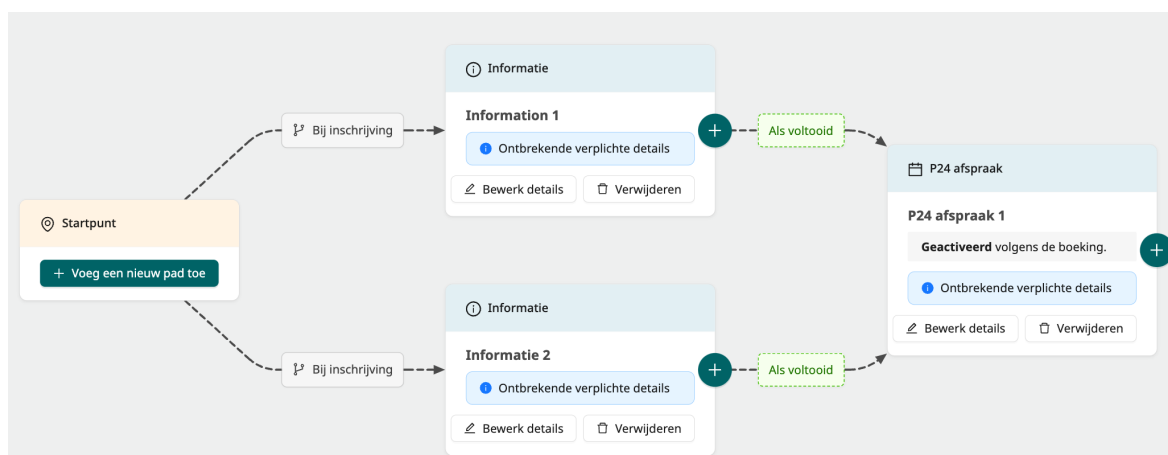 Startpunt
Voeg een nieuw pad toe
Bij inschrijving
Informatie
Information 1
Ontbrekende verplichte details
Bewerk details
Verwijderen
Als voltooid
Bij inschrijving
Informatie
Informatie 2
Ontbrekende verplichte details
Bewerk details
Verwijderen
Als voltooid
P24 afspraak
P24 afspraak 1
Geactiveerd volgens de boeking.
Ontbrekende verplichte details
Bewerk details
Verwijderen